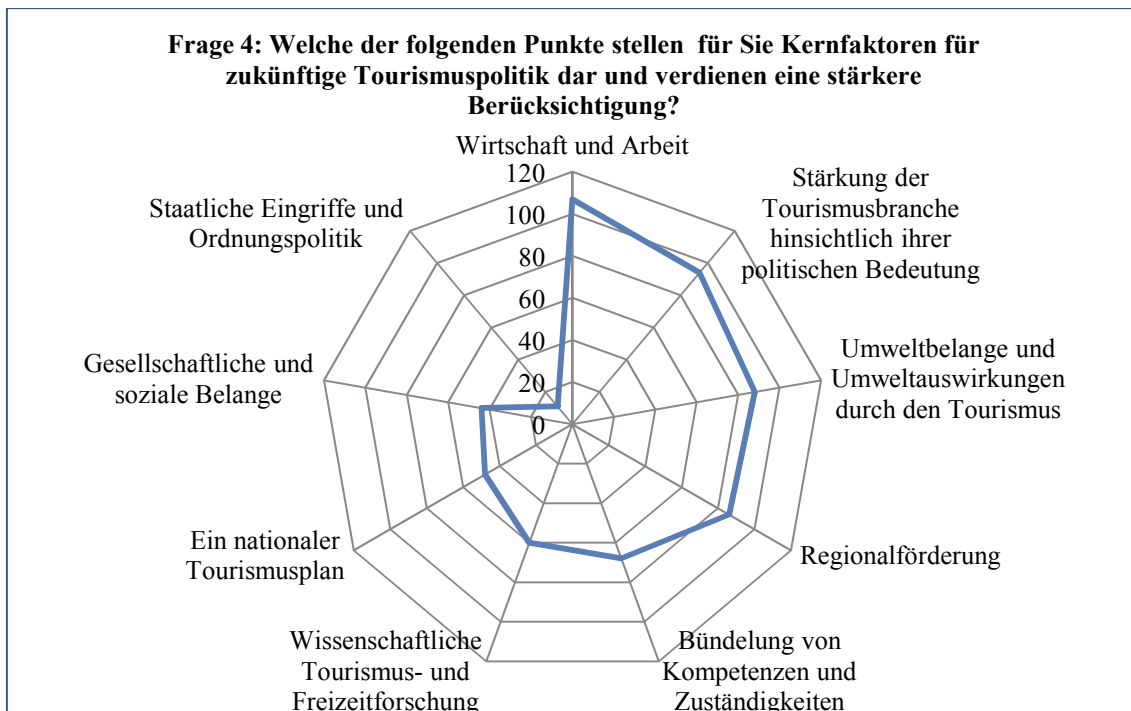 Frage 4: Welche der folgenden Punkte stellen für Sie Kernfaktoren für
zukünftige Tourismuspolitik dar und verdienen eine stärkere
Berücksichtigung?
Wirtschaft und Arbeit
Stärkung der
Tourismusbranche
hinsichtlich ihrer
politischen Bedeutung
Umweltbelange und
Umweltauswirkungen
durch den Tourismus
Regionalförderung
Bündelung von
Kompetenzen und
Zuständigkeiten
Wissenschaftliche
Tourismus- und
Freizeitforschung
Ein nationaler
Tourismusplan
Gesellschaftliche und
soziale Belange
Staatliche Eingriffe und
Ordnungspolitik
120
100
80
60
40
20
0